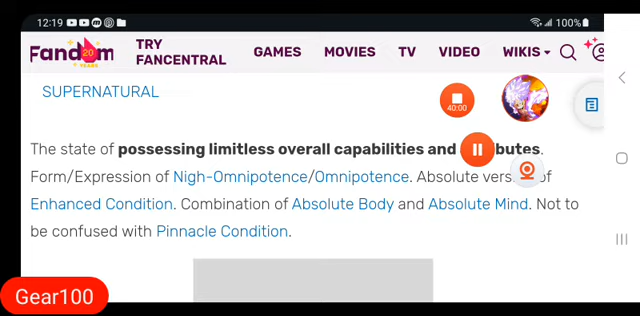 12:19
100%
Fandom
20
YEARS
TRY
FANCENTRAL
GAMES
MOVIES
TV
VIDEO
WIKIS
SUPERNATURAL
40:00
The state of possessing limitless overall capabilities and butes.
Form/Expression of Nigh-Omnipotence/Omnipotence. Absolute of
Enhanced Condition. Combination of Absolute Body and Absolute Mind. Not to
be confused with Pinnacle Condition.
Gear100